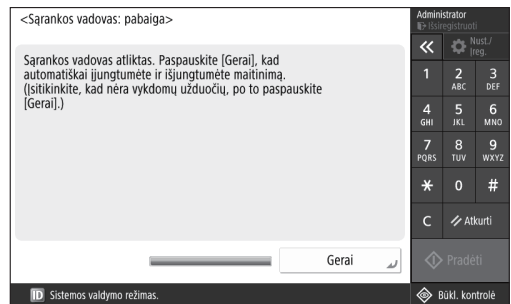 <Sąrankos vadovas: pabaiga>
Sąrankos vadovas atliktas. Paspauskite [Gerai], kad
automatiškai įjungtumėte ir išjungtumėte maitinimą.
(Įsitikinkite, kad nėra vykdomų užduočių, po to paspauskite
[Gerai].)
Gerai
ID Sistemos valdymo režimas.
Administrator
Išsiregistruoti
Nust./
Įreg.
1 2 3
ABC DEF
4 5 6
GHI JKL MNO
7 8 9
PQRS TUV WXYZ
* 0 #
C Atkurti
Pradėti
Būkl. kontrolė